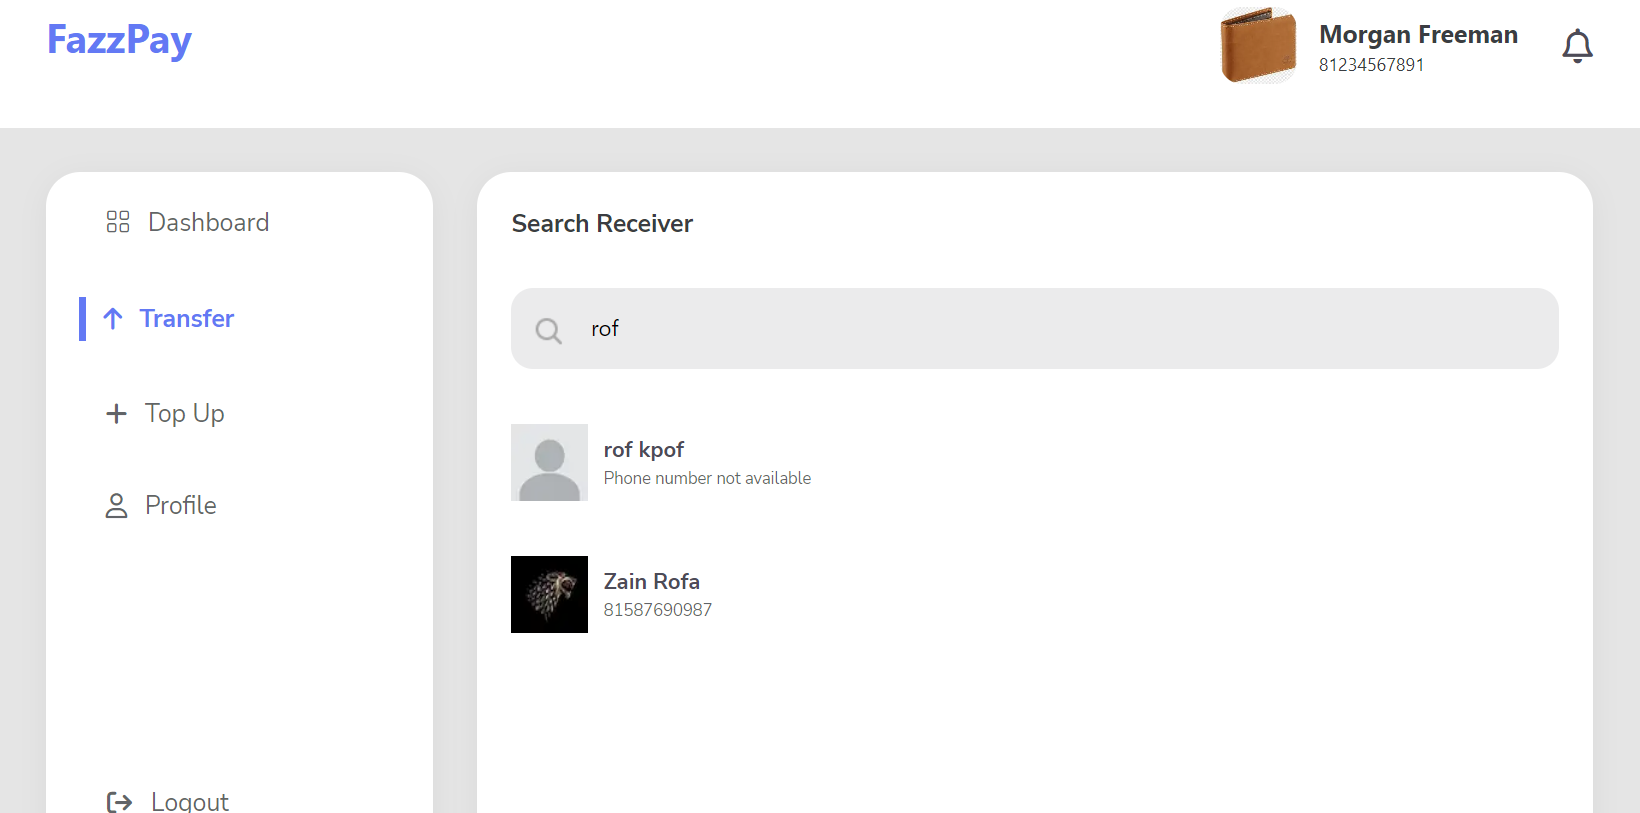 FazzPay
Morgan Freeman
81234567891
Dashboard
Transfer
Top Up
Profile
Logout
Search Receiver
rof
rof kpof
Phone number not available
Zain Rofa
81587690987